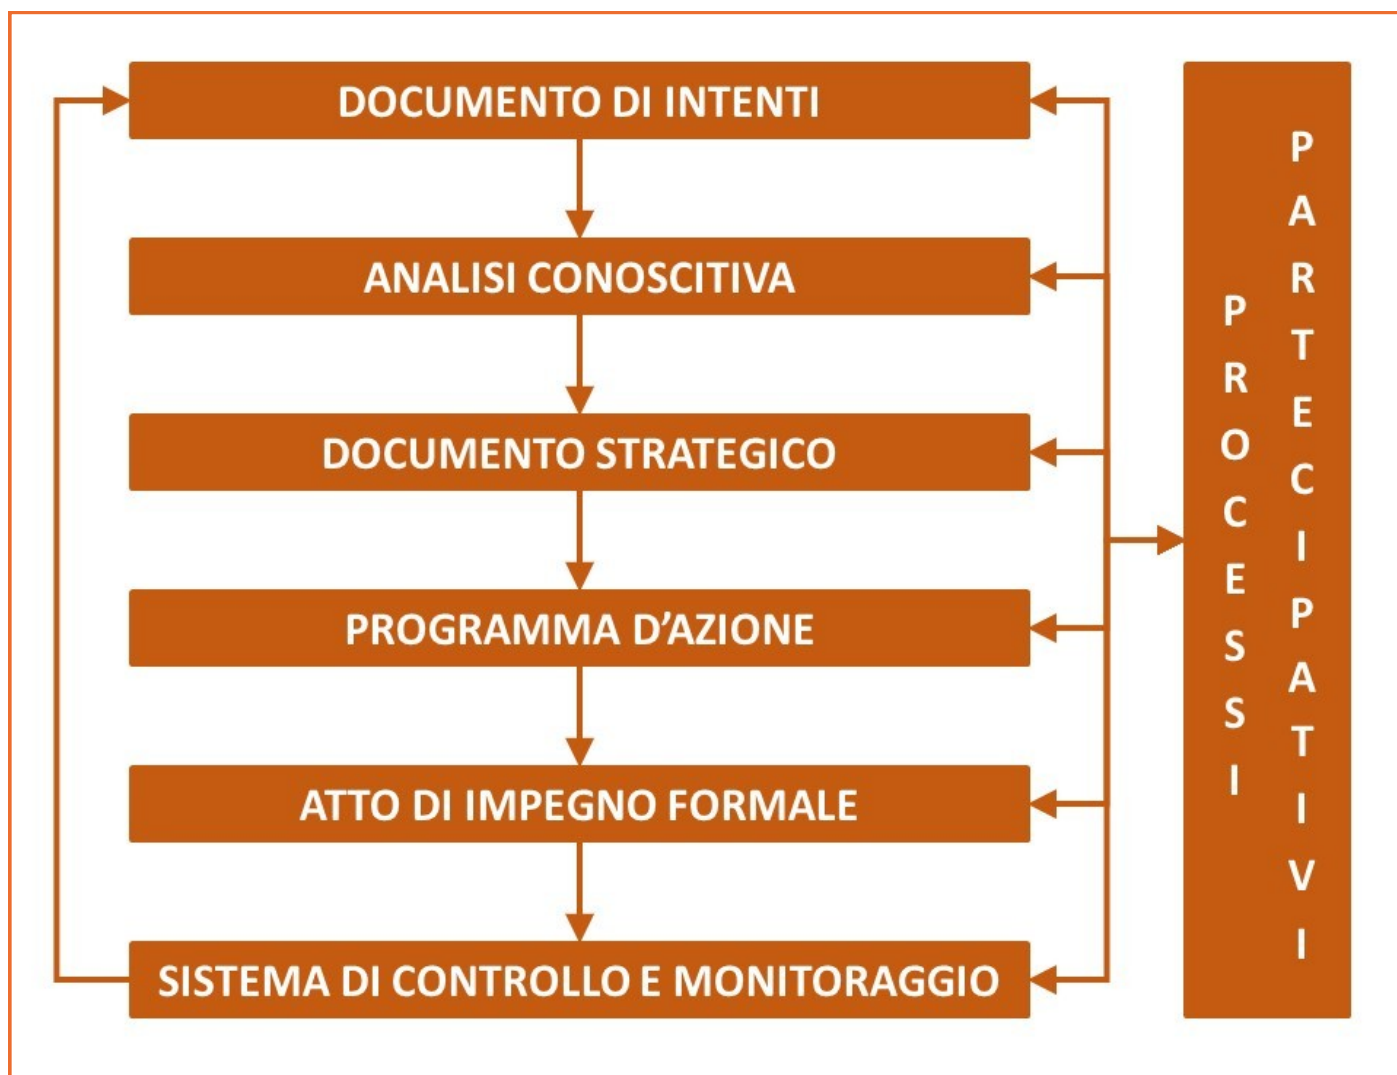 DOCUMENTO DI INTENTI
ANALISI CONOSCITIVA
DOCUMENTO STRATEGICO
PROGRAMMA D’AZIONE
ATTO DI IMPEGNO FORMALE
SISTEMA DI CONTROLLO E MONITORAGGIO
PROCESSI
PARTECIPATIVI